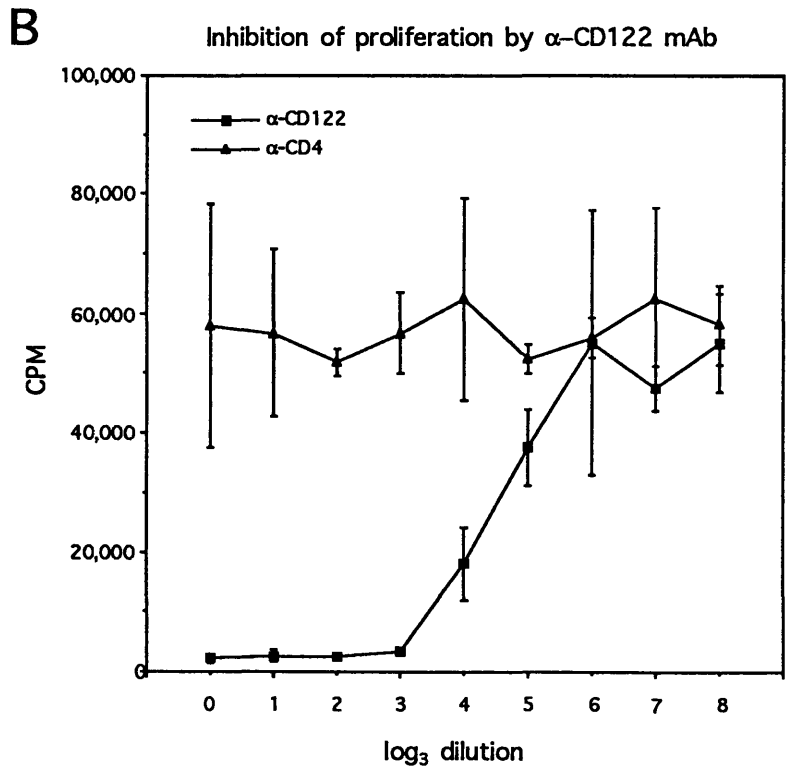 B
Inhibition of proliferation by α–CD122 mAb
100,000
80,000
60,000
40,000
20,000
0
CPM
α-CD122
α-CD4
0 1 2 3 4 5 6 7 8
log₃ dilution